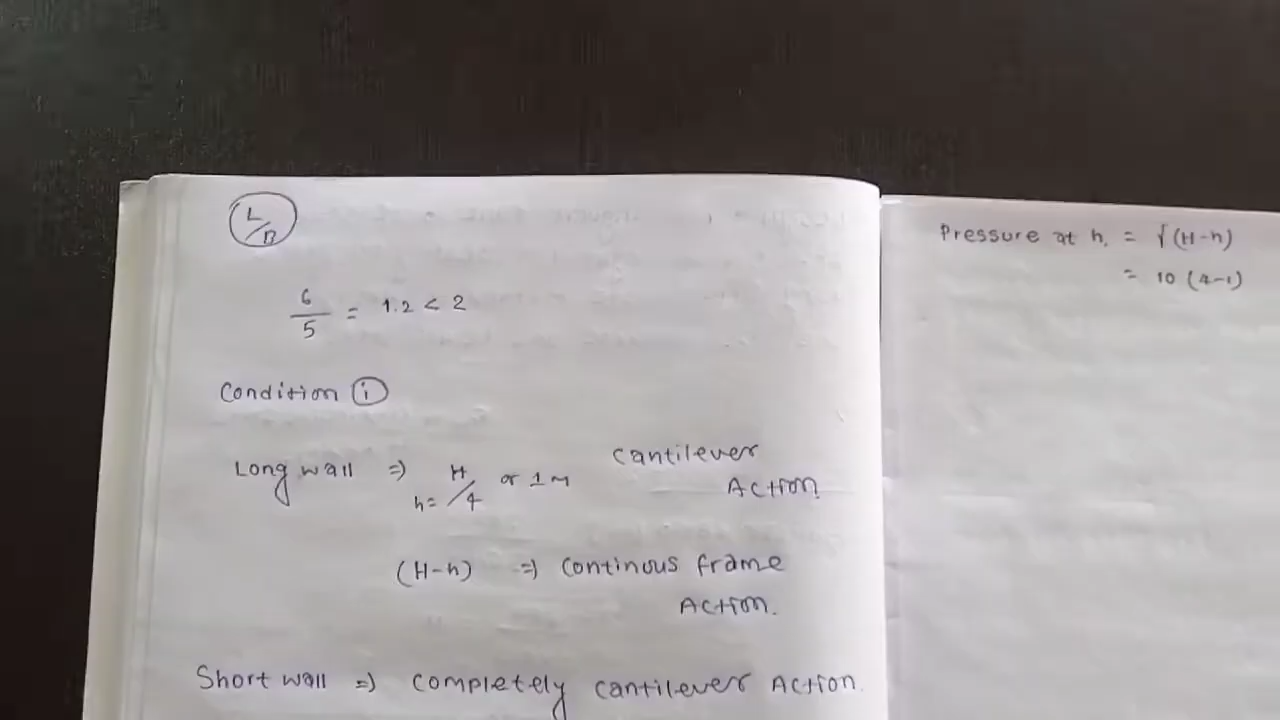 L/B
6/5 = 1.2 < 2
Condition (i)
Long wall => h = H/4 or 1m Cantilever Action
(H-h) => continous frame Action.
Short wall => completely cantilever Action.
Pressure at h, = γ(H-h)
= 10 (4-1)